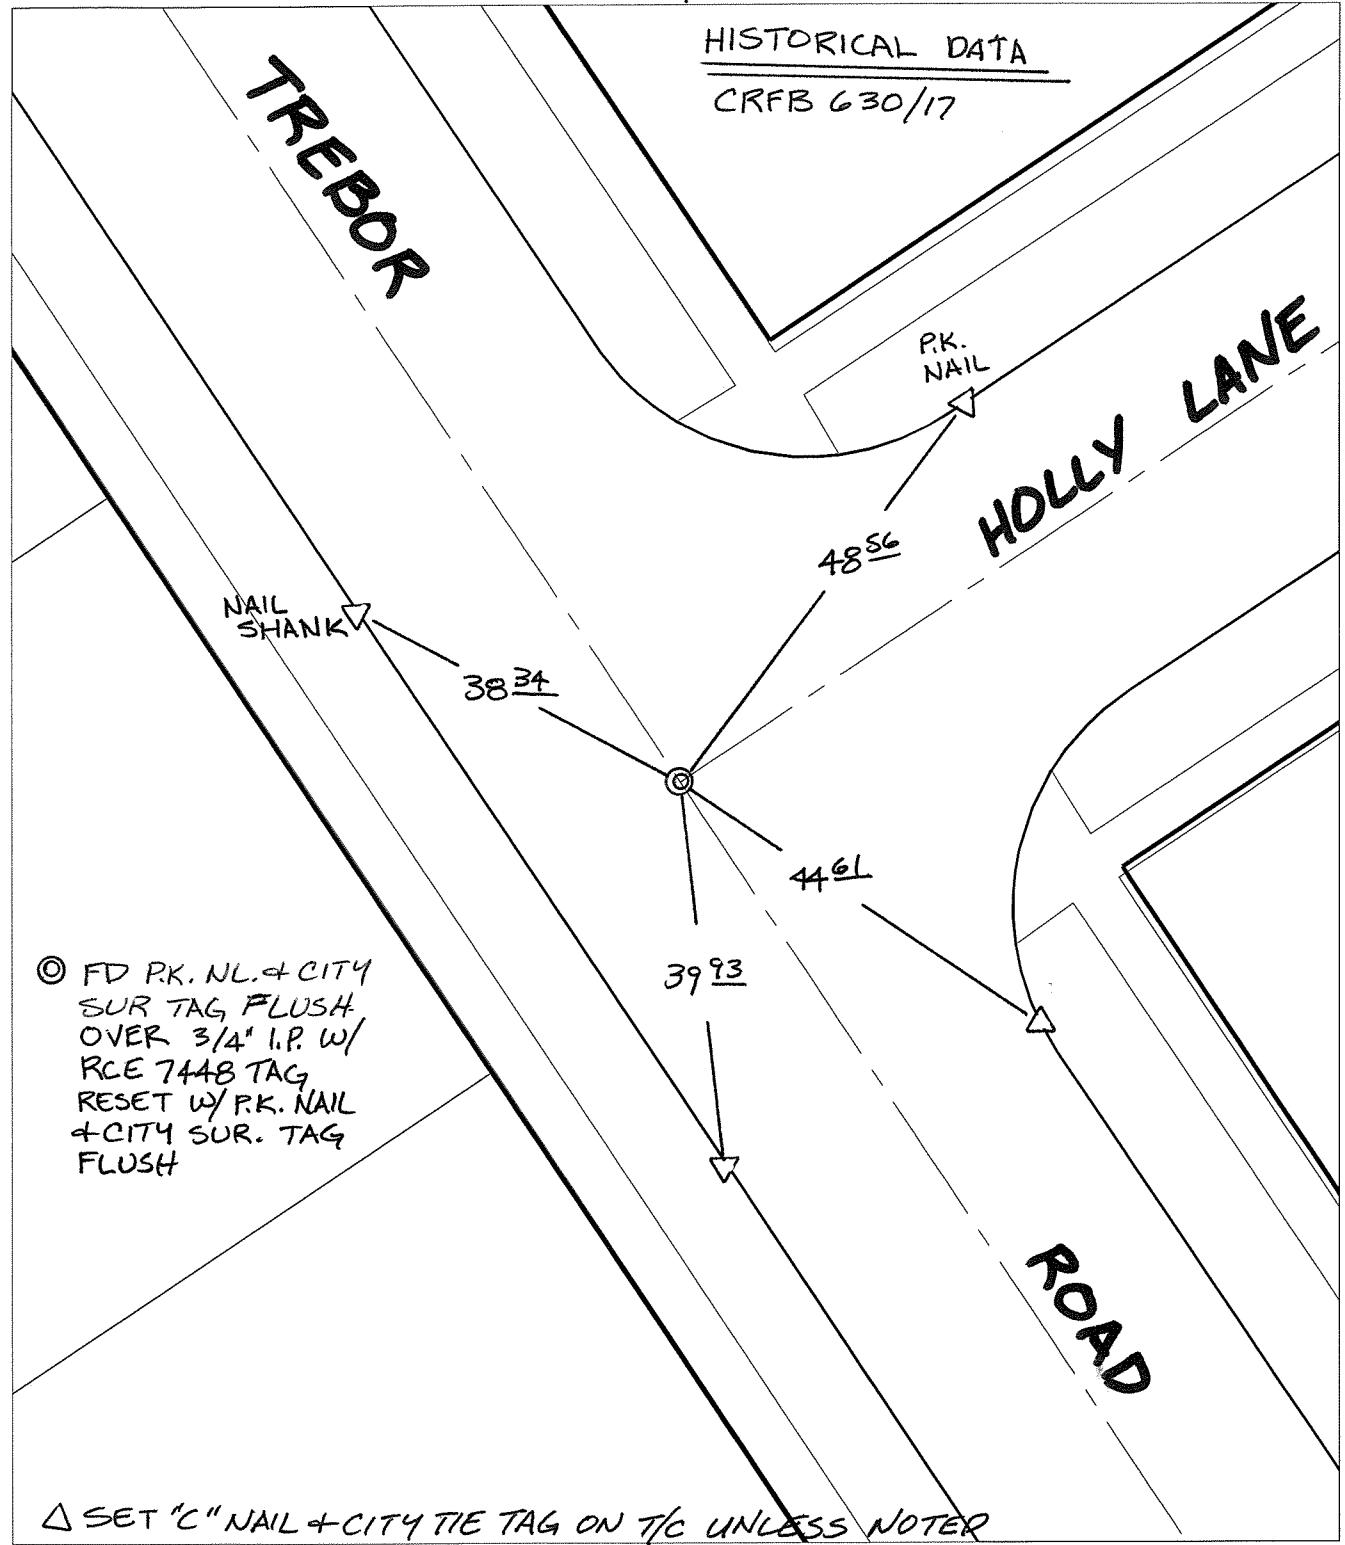 HISTORICAL DATA
CRFB 630/17
TREBOR
P.K.
NAIL
HOLLY LANE
48 56
NAIL
SHANK
38 34
44 61
39 93
FD P.K. NL. & CITY
SUR TAG FLUSH
OVER 3/4" I.P. W/
RCE 7448 TAG
RESET W/ P.K. NAIL
& CITY SUR. TAG
FLUSH
ROAD
SET "C" NAIL & CITY TIE TAG ON T/C UNLESS NOTED